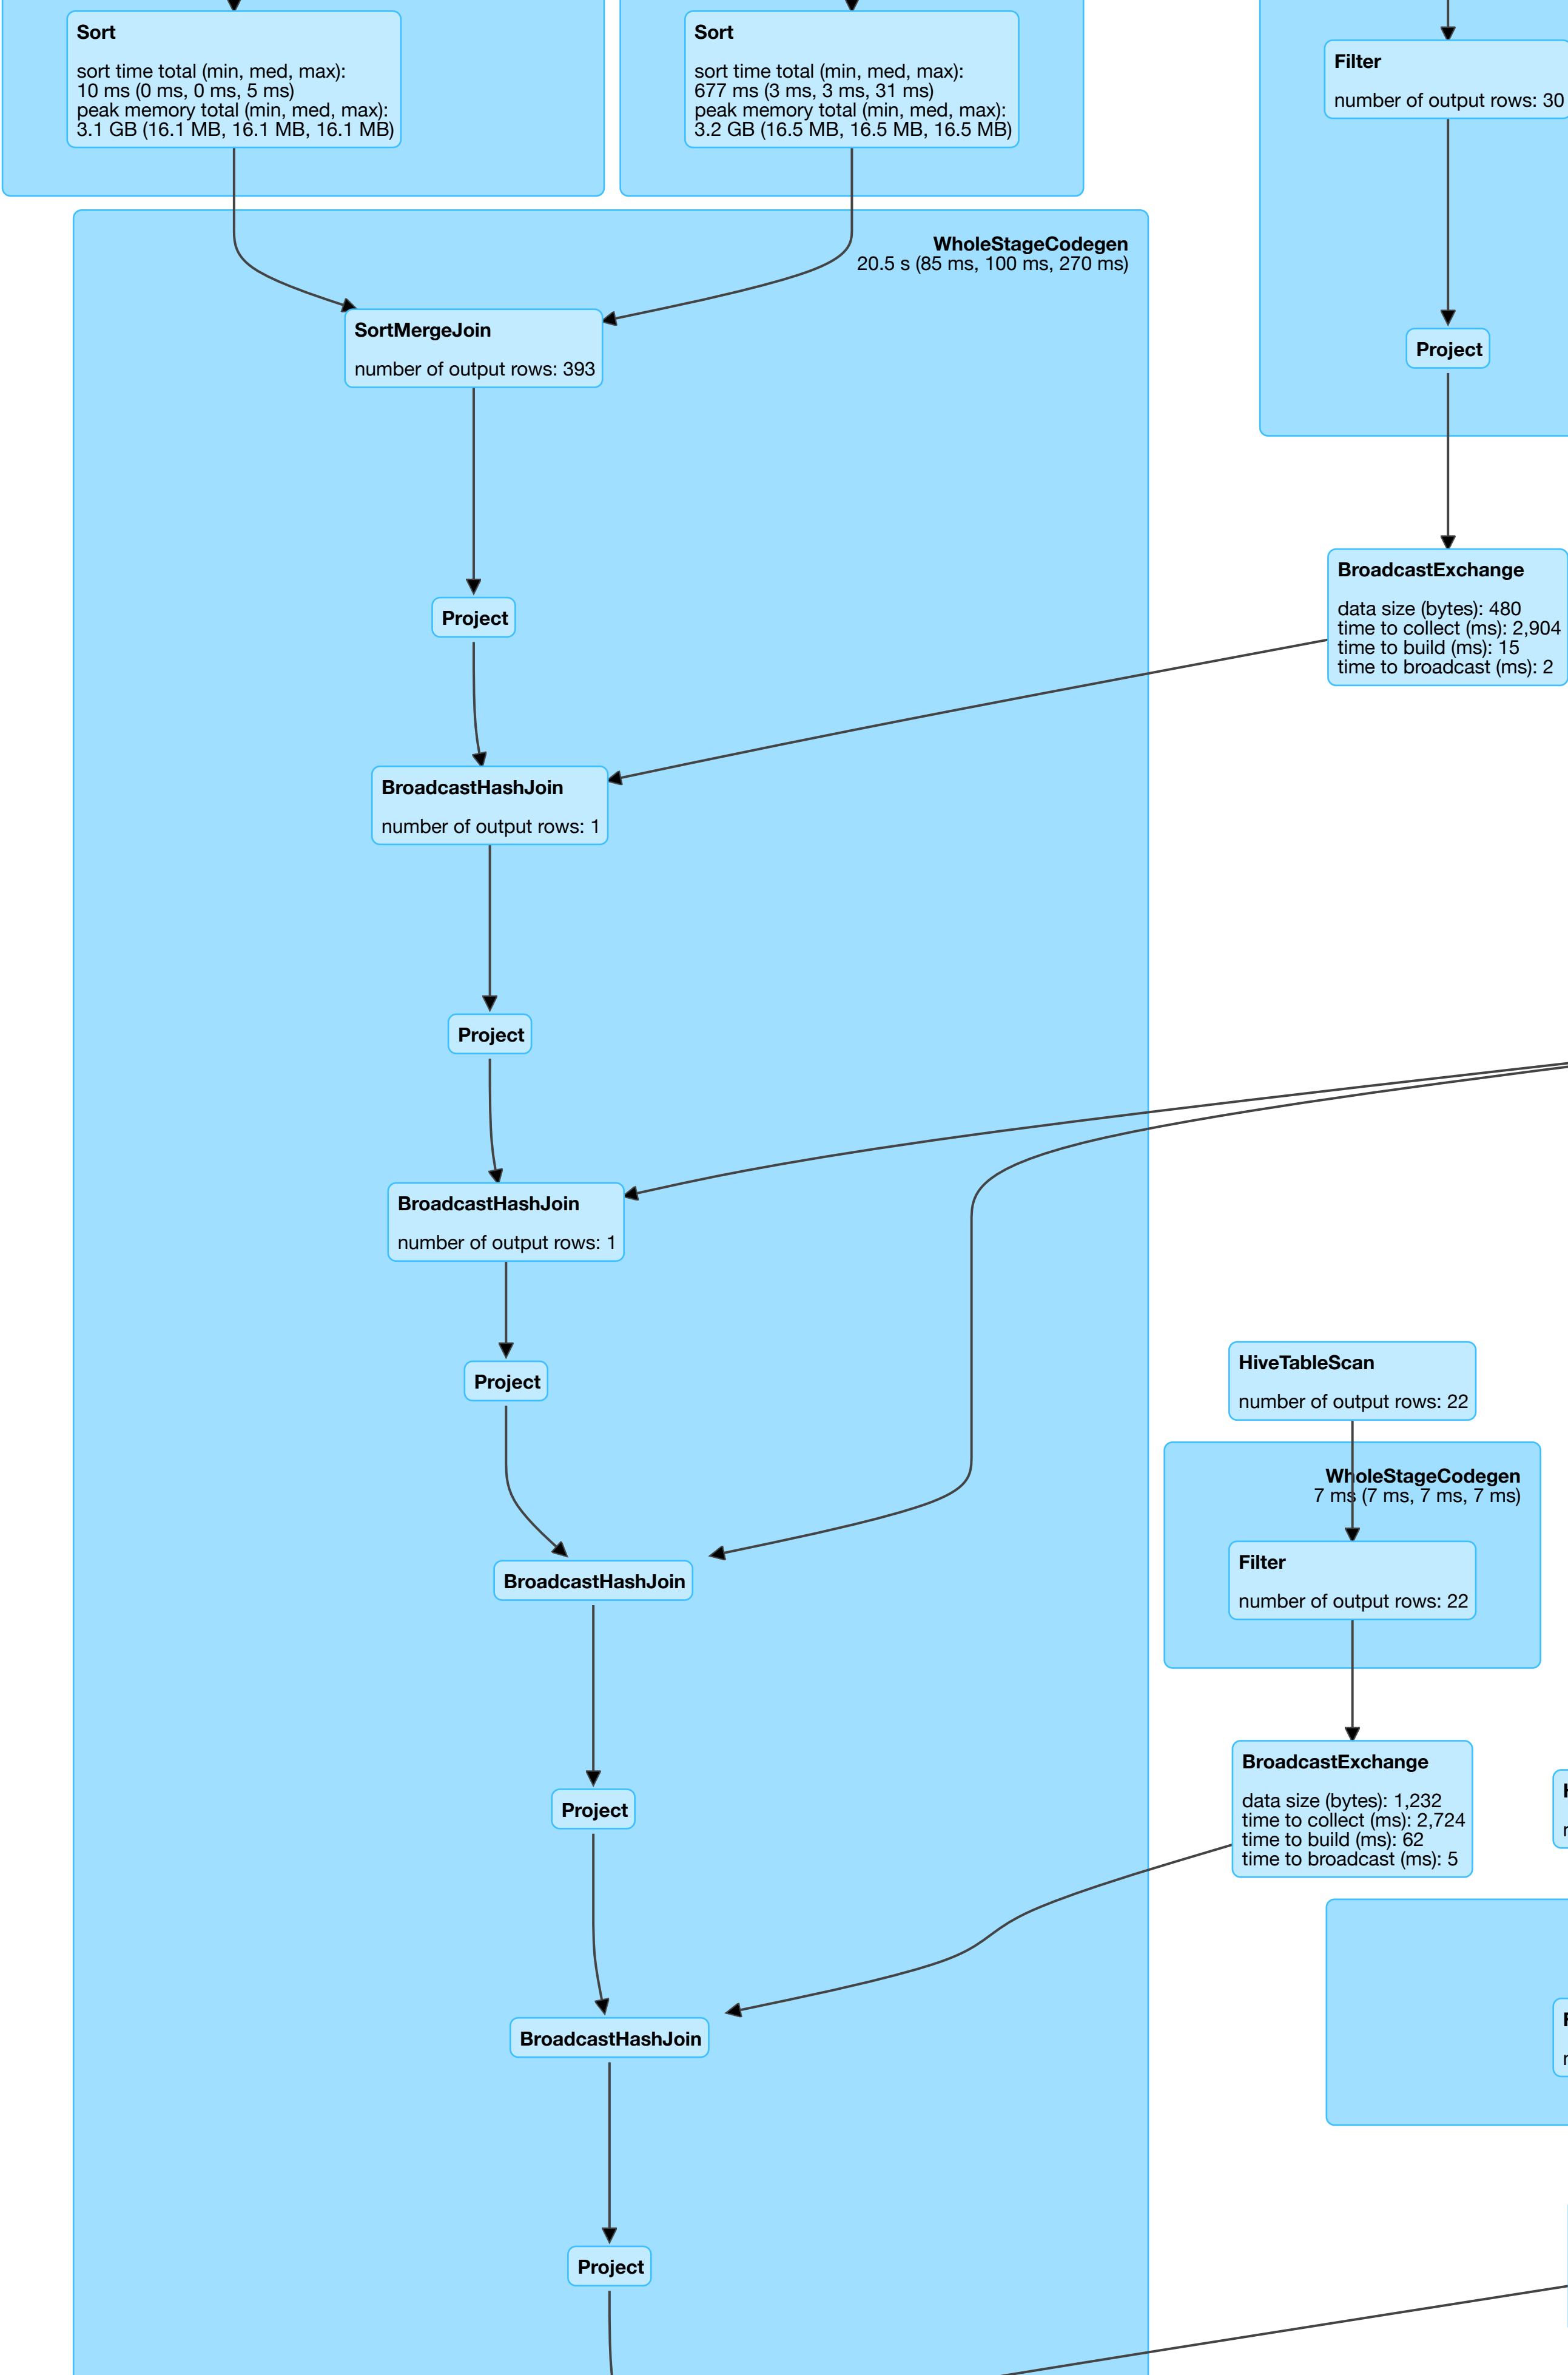 Sort
sort time total (min, med, max):
10 ms (0 ms, 0 ms, 5 ms)
peak memory total (min, med, max):
3.1 GB (16.1 MB, 16.1 MB, 16.1 MB)
Sort
sort time total (min, med, max):
677 ms (3 ms, 3 ms, 31 ms)
peak memory total (min, med, max):
3.2 GB (16.5 MB, 16.5 MB, 16.5 MB)
Filter
number of output rows: 30
WholeStageCodegen
20.5 s (85 ms, 100 ms, 270 ms)
SortMergeJoin
number of output rows: 393
Project
BroadcastExchange
data size (bytes): 480
time to collect (ms): 2,904
time to build (ms): 15
time to broadcast (ms): 2
Project
BroadcastHashJoin
number of output rows: 1
Project
BroadcastHashJoin
number of output rows: 1
Project
HiveTableScan
number of output rows: 22
WholeStageCodegen
7 ms (7 ms, 7 ms, 7 ms)
Filter
number of output rows: 22
BroadcastHashJoin
BroadcastExchange
data size (bytes): 1,232
time to collect (ms): 2,724
time to build (ms): 62
time to broadcast (ms): 5
Project
BroadcastHashJoin
Project